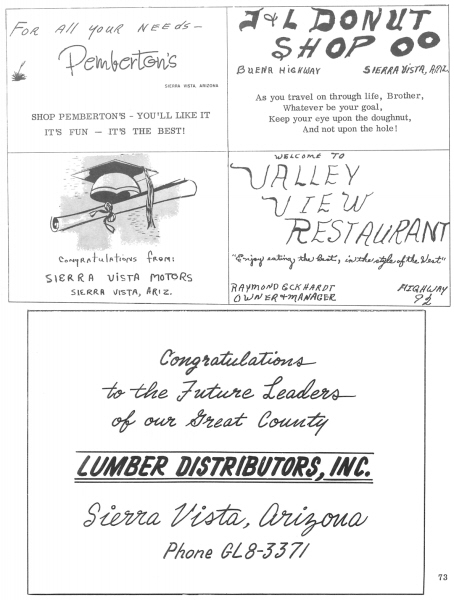 FOR All your NEEDS—
Pemberton's
SIERRA VISTA ARIZONA
SHOP PEMBERTON'S - YOU'LL LIKE IT
IT'S FUN — IT'S THE BEST!
J & L DONUT
SHOP OO
BUENA HIGHWAY SIERRA VISTA, ARIZ.
As you travel on through life, Brother,
Whatever be your goal,
Keep your eye upon the doughnut,
And not upon the hole!
CONGRATULATIONS FROM:
SIERRA VISTA MOTORS
SIERRA VISTA, ARIZ.
WELCOME TO
VALLEY
VIEW
RESTAURANT
"Enjoy eating the best, in the style of the West"
RAYMOND ECKHARDT HIGHWAY
OWNER & MANAGER 92
Congratulations
to the Future Leaders
of our Great County
LUMBER DISTRIBUTORS, INC.
Sierra Vista, Arizona
Phone GL8-3371
73